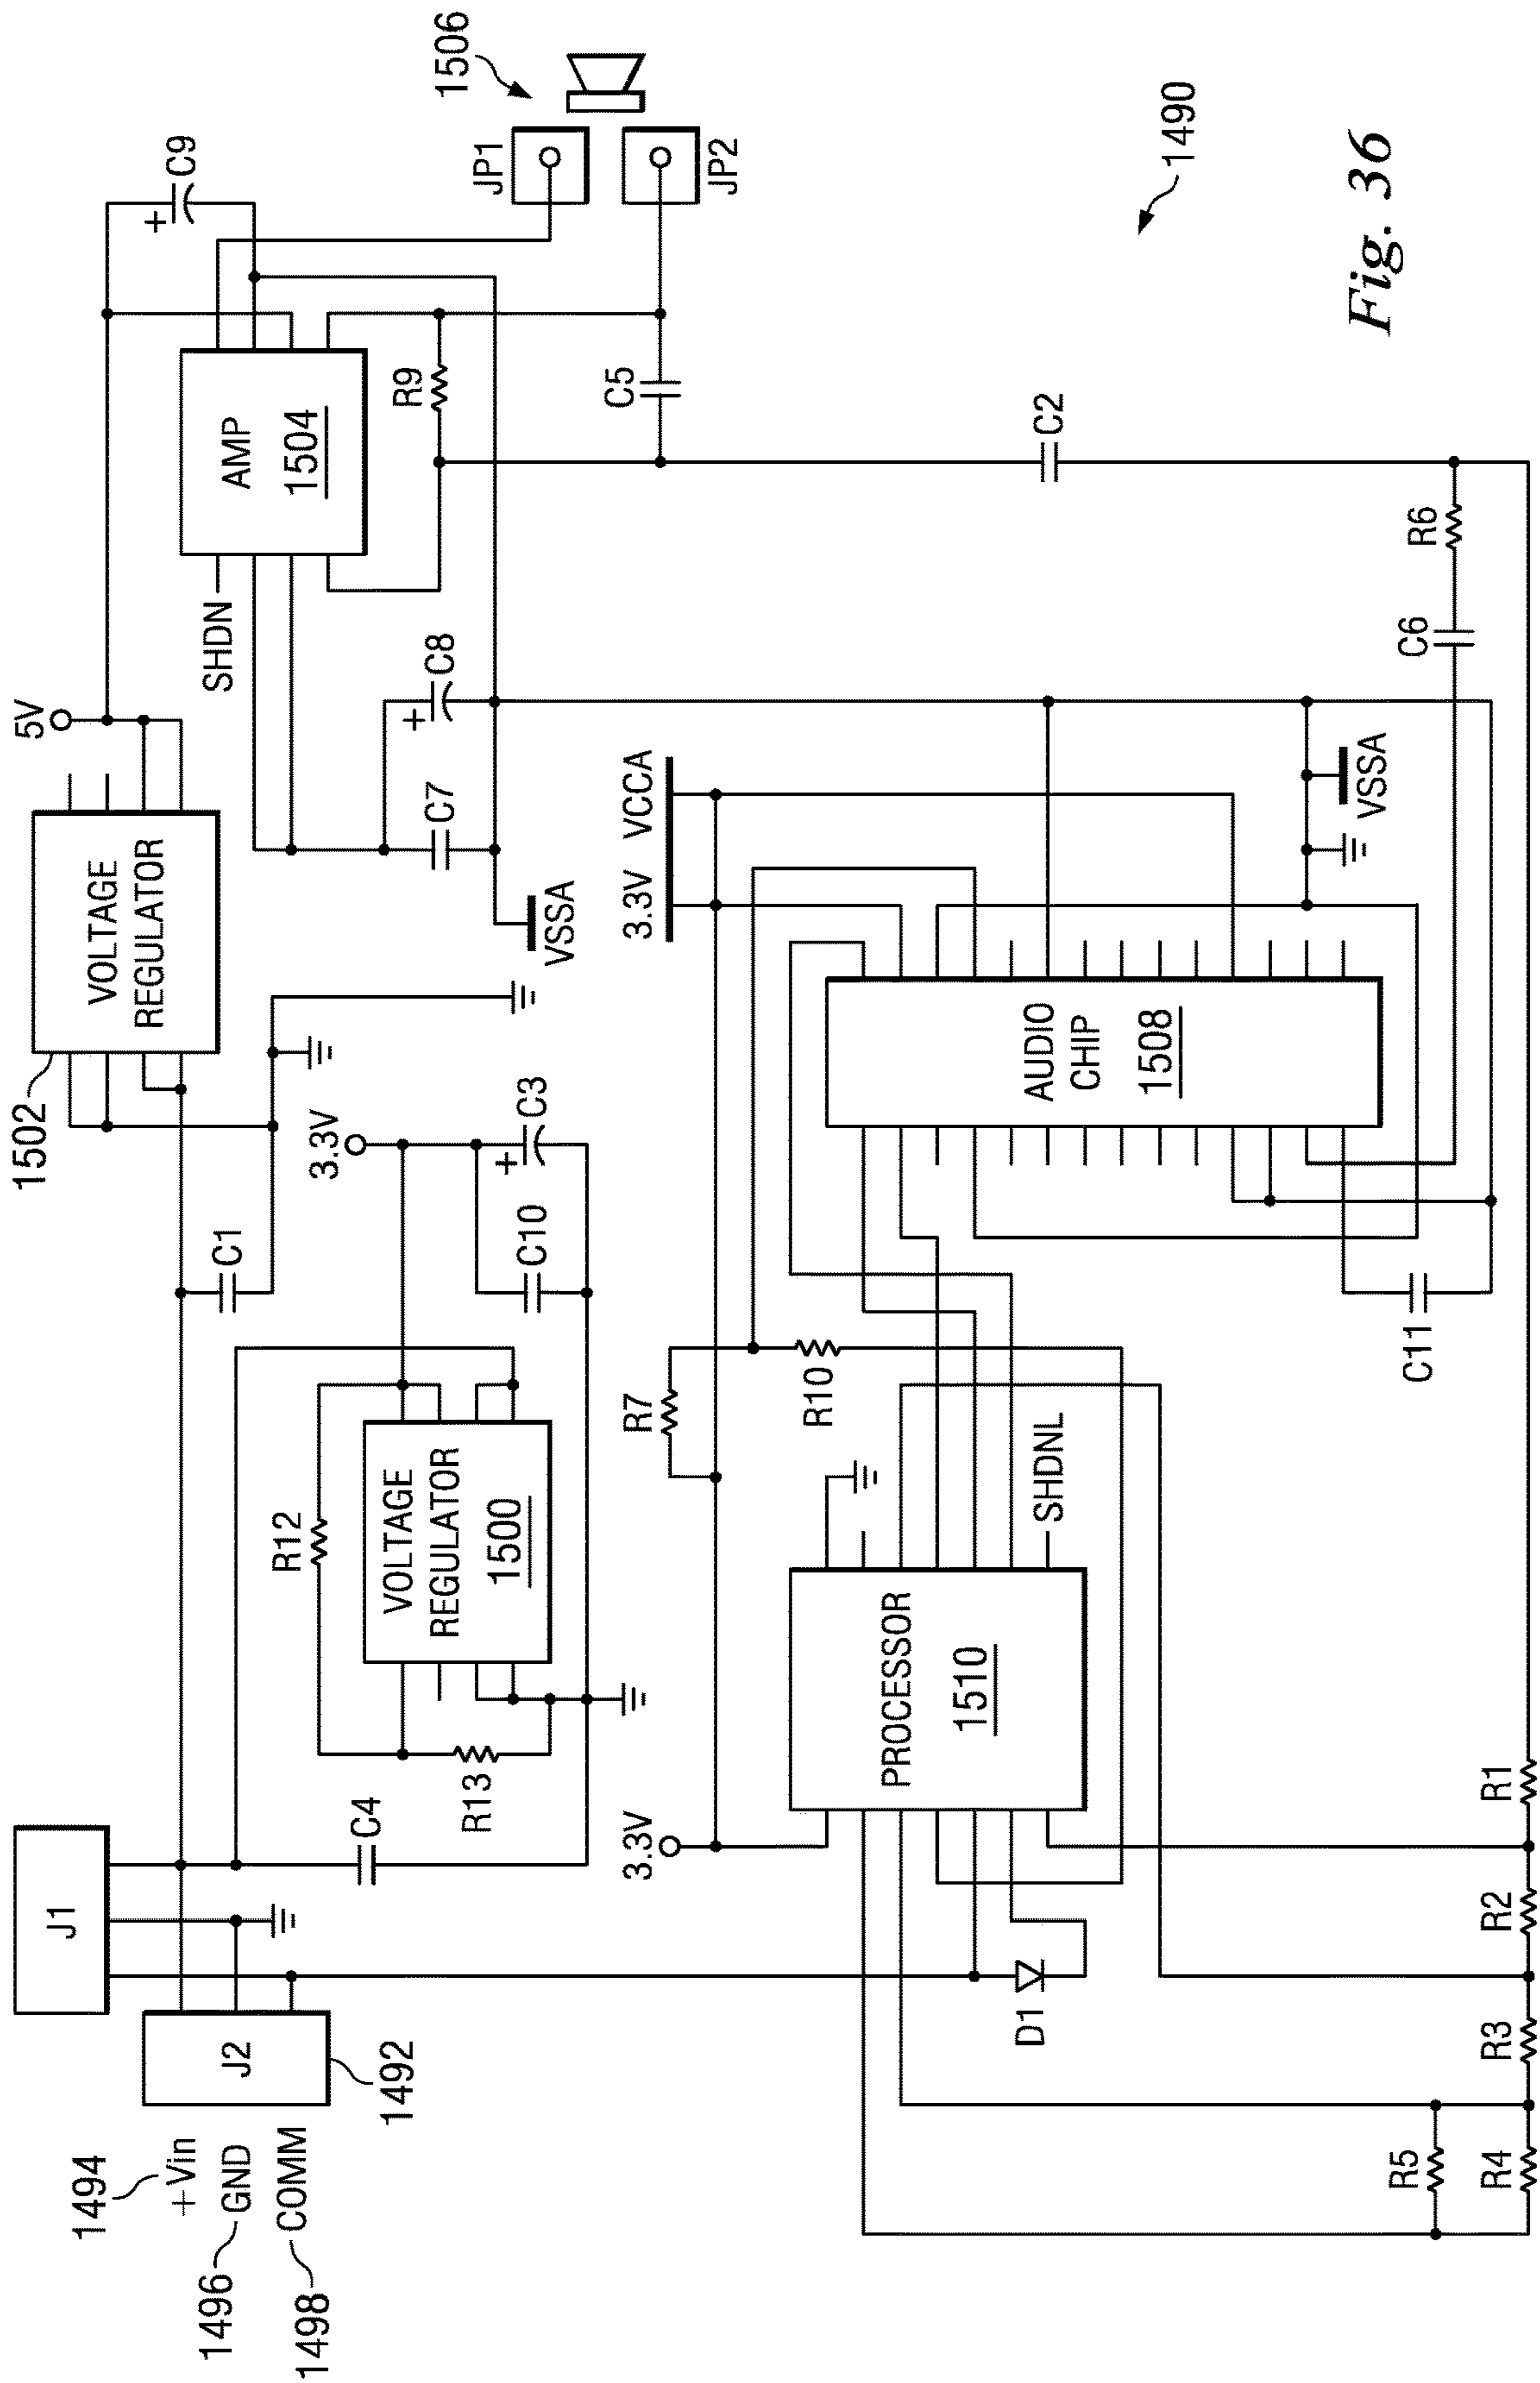 1494
+Vin
1496
GND
1498
COMM
J2
1492
J1
1502
VOLTAGE
REGULATOR
5V
C1
C9
+
SHDN
AMP
1504
R9
JP1
JP2
1506
C5
C4
R12
R13
VOLTAGE
REGULATOR
1500
3.3V
C10
C3
+
C7
C8
+
VSSA
3.3V
R7
R10
3.3V
VCCA
PROCESSOR
1510
SHDNL
D1
AUDIO
CHIP
1508
VSSA
C2
C11
C6
R6
R5
R4
R3
R2
R1
1490
Fig. 36